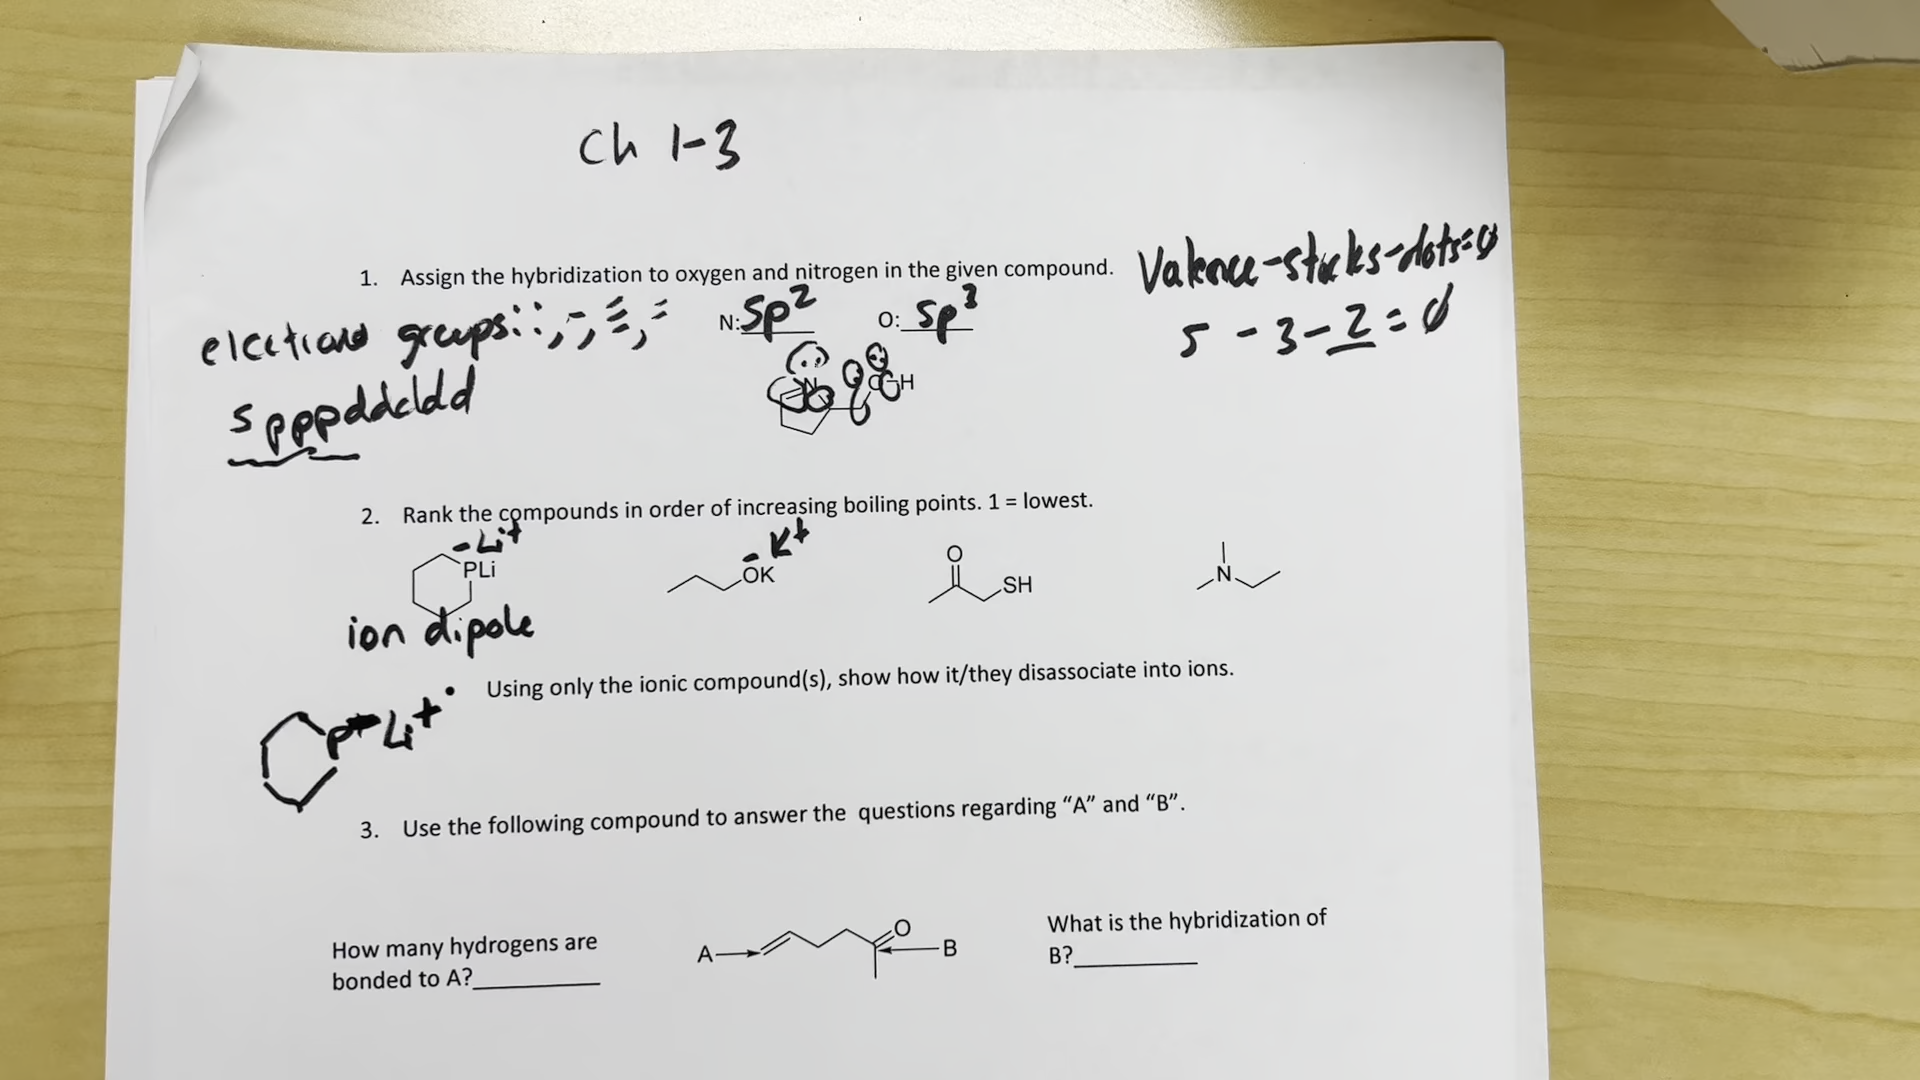 Ch 1-3
1. Assign the hybridization to oxygen and nitrogen in the given compound.
Valence-sticks-dots=0
5 - 3 - 2 = 0
electrons groups: :, -, ≡, =
N: sp2 O: sp3
spppddddd
N OH
2. Rank the compounds in order of increasing boiling points. 1 = lowest.
- Li+ - K+
PLi OK O SH N
ion dipole
• Using only the ionic compound(s), show how it/they disassociate into ions.
P- Li+
3. Use the following compound to answer the questions regarding “A” and “B”.
How many hydrogens are
bonded to A?
A O B
What is the hybridization of
B?